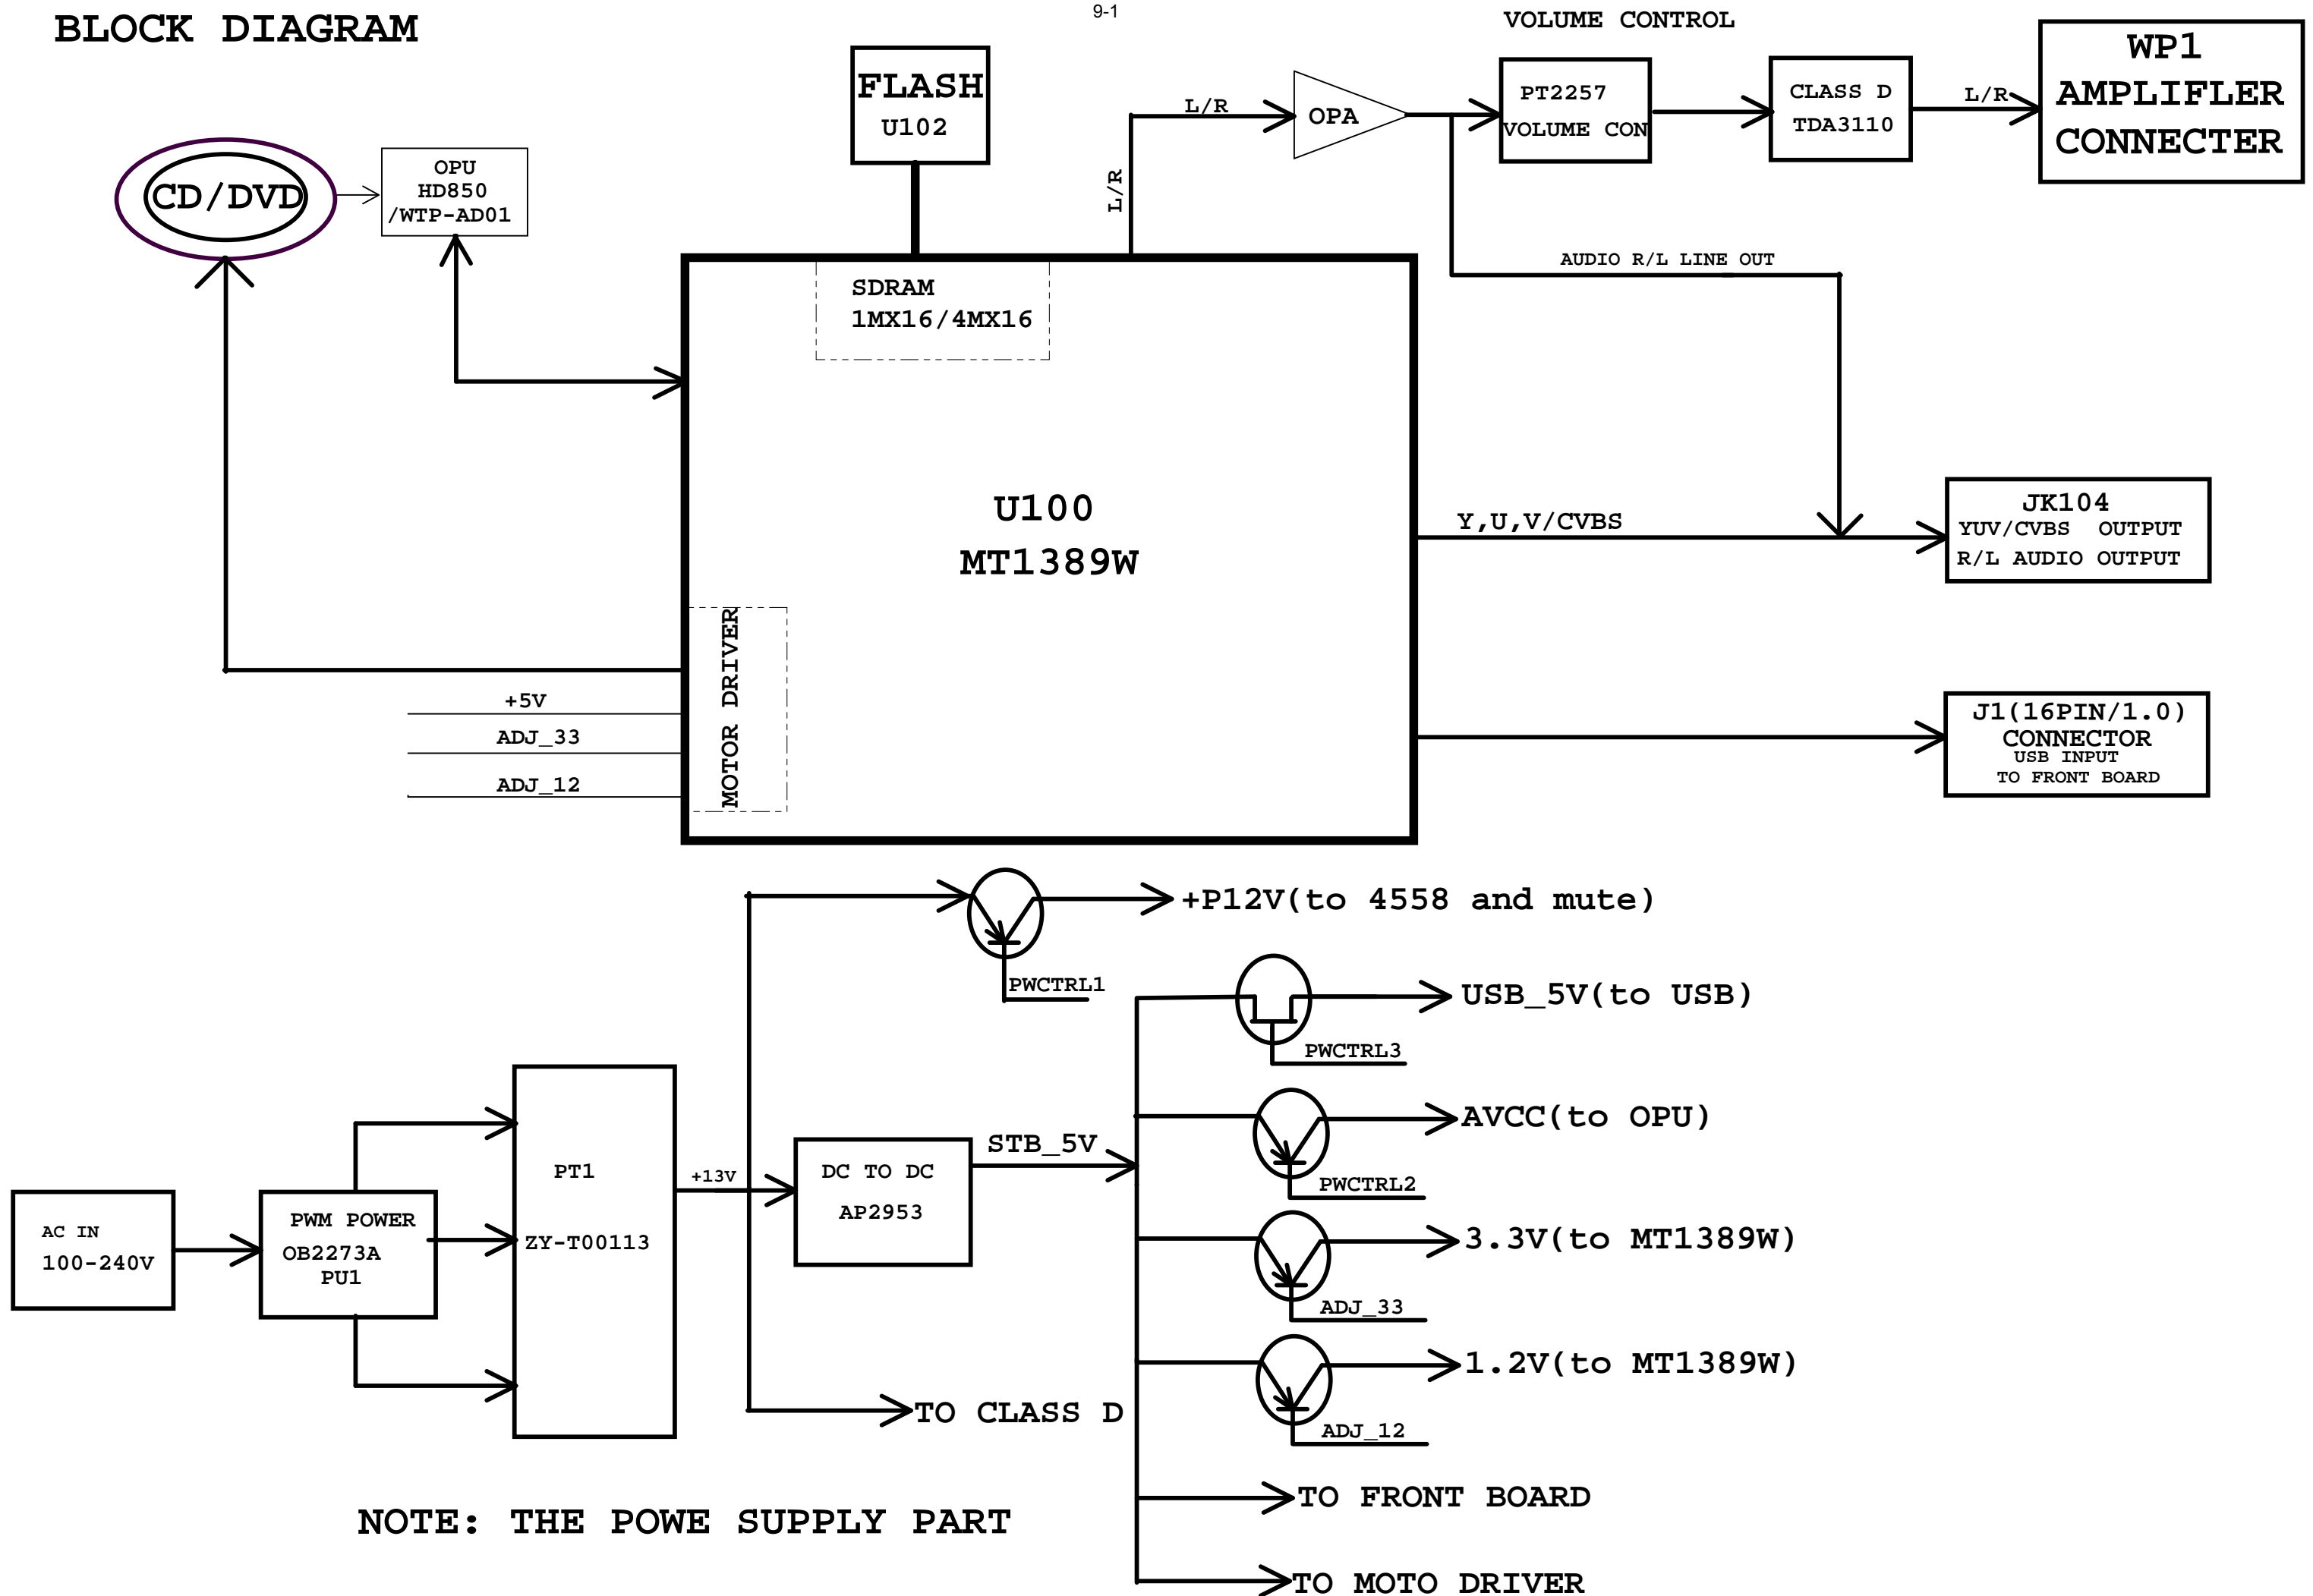 9-1
BLOCK DIAGRAM
VOLUME CONTROL
FLASH
U102
L/R
L/R
OPA
PT2257
VOLUME CON
CLASS D
TDA3110
L/R
WP1
AMPLIFLER
CONNECTER
CD/DVD
OPU
HD850
/WTP-AD01
AUDIO R/L LINE OUT
SDRAM
1MX16/4MX16
U100
MT1389W
Y,U,V/CVBS
JK104
YUV/CVBS OUTPUT
R/L AUDIO OUTPUT
MOTOR DRIVER
+5V
ADJ_33
ADJ_12
J1(16PIN/1.0)
CONNECTOR
USB INPUT
TO FRONT BOARD
+P12V(to 4558 and mute)
PWCTRL1
USB_5V(to USB)
PWCTRL3
AVCC(to OPU)
PWCTRL2
3.3V(to MT1389W)
ADJ_33
1.2V(to MT1389W)
ADJ_12
AC IN
100-240V
PWM POWER
OB2273A
PU1
PT1
ZY-T00113
+13V
DC TO DC
AP2953
STB_5V
TO CLASS D
TO FRONT BOARD
NOTE: THE POWE SUPPLY PART
TO MOTO DRIVER